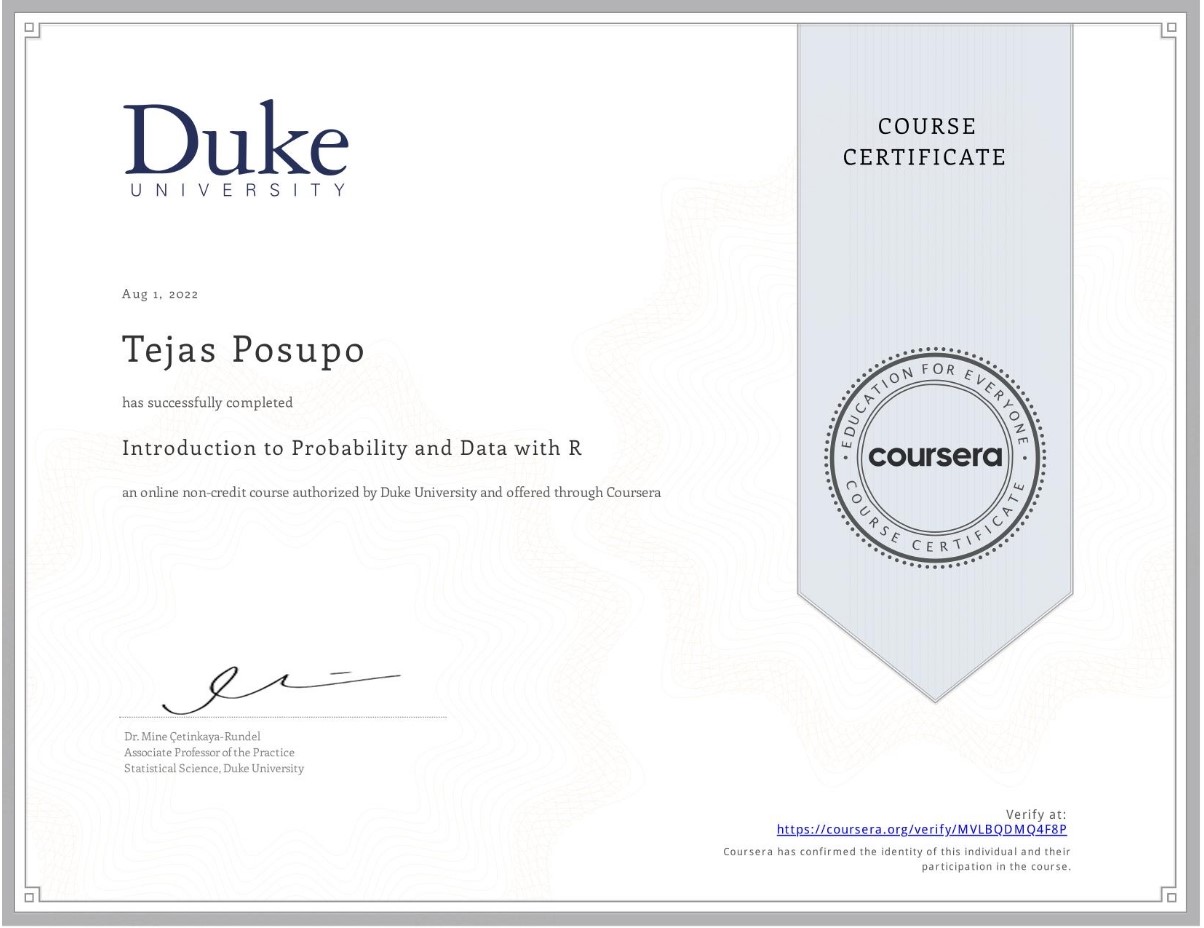 Duke
UNIVERSITY
COURSE
CERTIFICATE
Aug 1, 2022
Tejas Posupo
has successfully completed
Introduction to Probability and Data with R
an online non-credit course authorized by Duke University and offered through Coursera
EDUCATION FOR EVERYONE
coursera
COURSE CERTIFICATE
Dr. Mine Çetinkaya-Rundel
Associate Professor of the Practice
Statistical Science, Duke University
Verify at:
https://coursera.org/verify/MVLBQDMQ4F8P
Coursera has confirmed the identity of this individual and their
participation in the course.